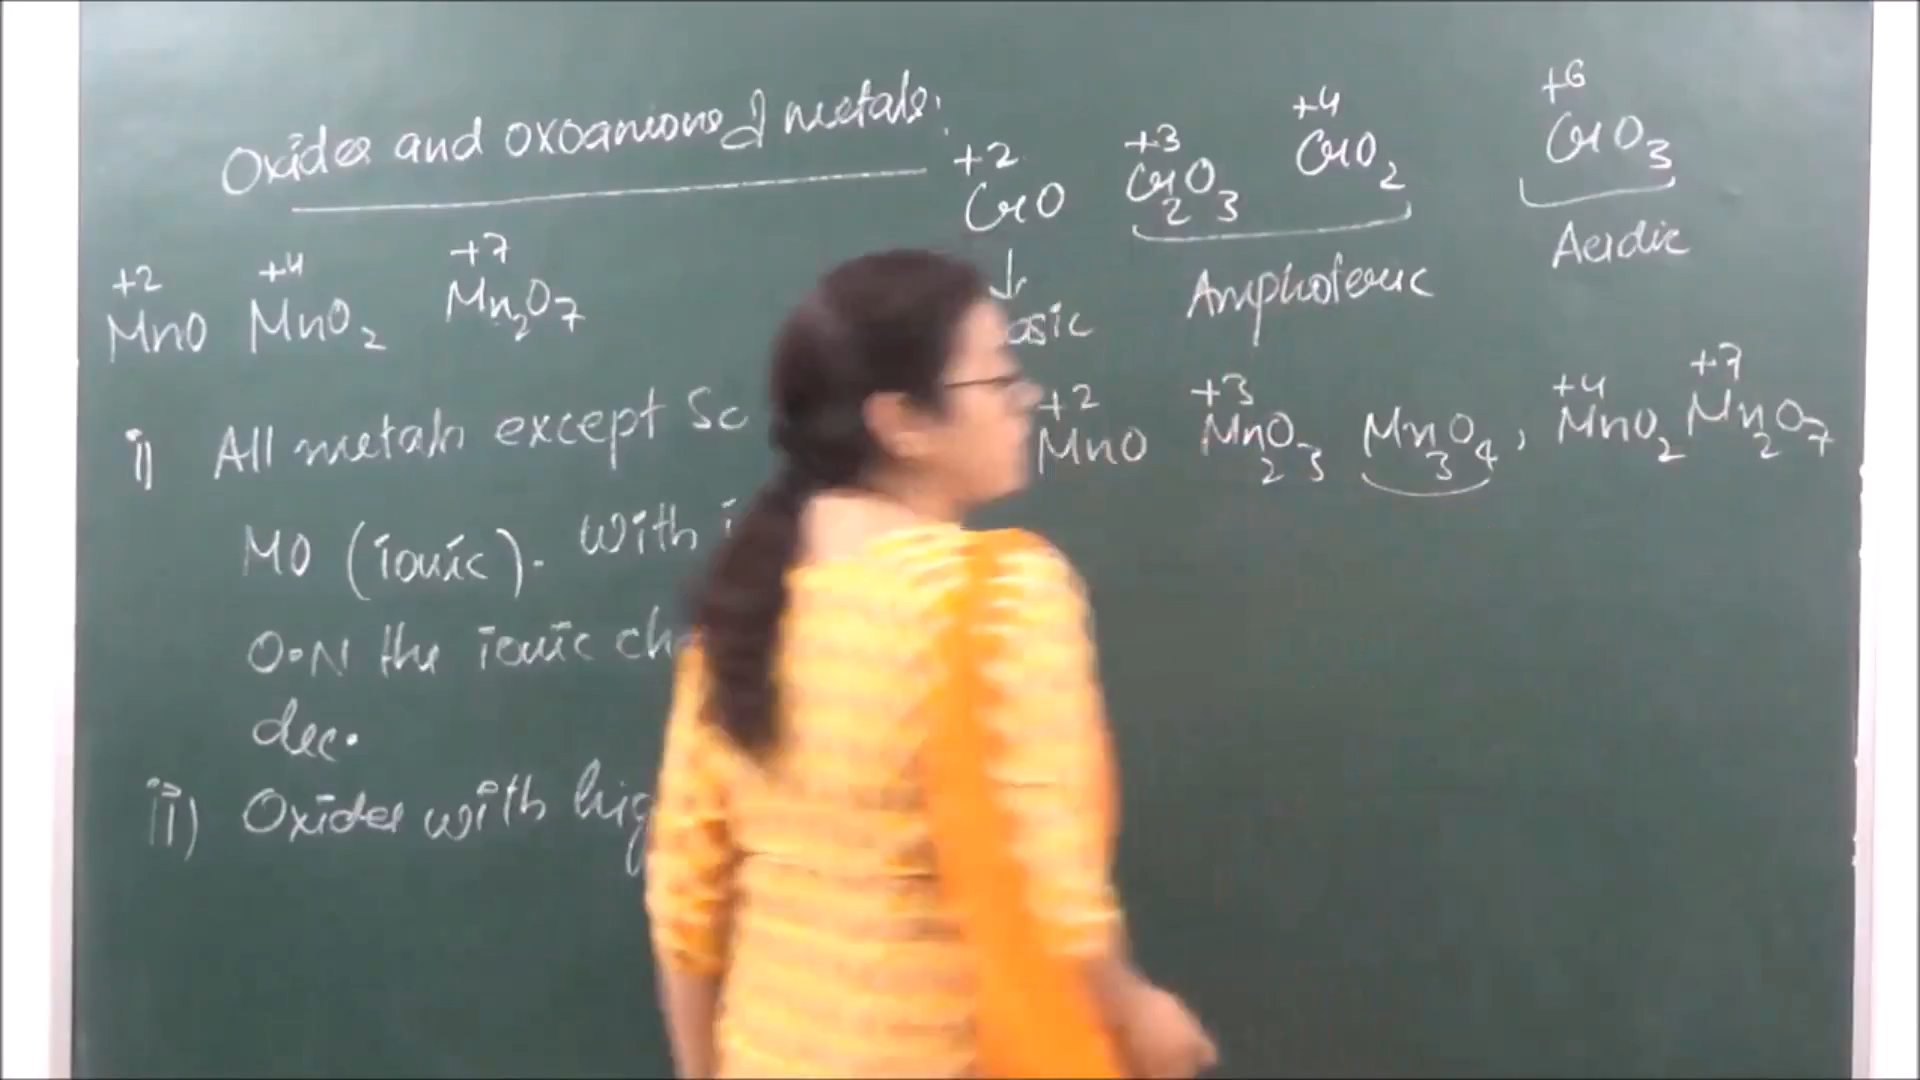 Oxides and oxoanions of metals.
+2 +4 +7
MnO MnO2 Mn2O7
i) All metals except Sc
MO (ionic). With
O.N the ionic
dec.
ii) Oxides with
+2 +3 +4 +6
CrO Cr2O3 CrO2 CrO3
↓ Amphoteric Acidic
+2 +3 +4 +7
MnO Mn2O3 Mn3O4, MnO2 Mn2O7